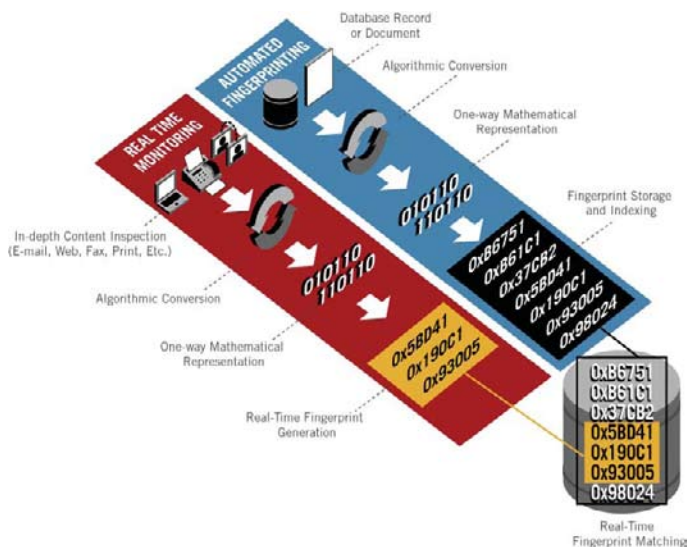 Database Record
or Document
AUTOMATED
FINGERPRINTING
Algorithmic Conversion
One-way Mathematical
Representation
010110
110110
Fingerprint Storage
and Indexing
0xB6751
0xB61C1
0x37CB2
0x5BD41
0x190C1
0x93005
0x98024
REAL TIME
MONITORING
In-depth Content Inspection
(E-mail, Web, Fax, Print, Etc.)
Algorithmic Conversion
010110
110110
One-way Mathematical
Representation
0x5BD41
0x190C1
0x93005
Real-Time Fingerprint
Generation
0xB6751
0xB61C1
0x37CB2
0x5BD41
0x190C1
0x93005
0x98024
Real-Time
Fingerprint Matching